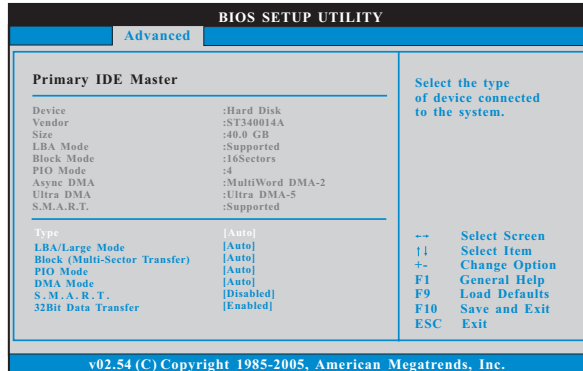 BIOS SETUP UTILITY
Advanced
Primary IDE Master
Device :Hard Disk
Vendor :ST340014A
Size :40.0 GB
LBA Mode :Supported
Block Mode :16Sectors
PIO Mode :4
Async DMA :MultiWord DMA-2
Ultra DMA :Ultra DMA-5
S.M.A.R.T. :Supported
Type [Auto]
LBA/Large Mode [Auto]
Block (Multi-Sector Transfer) [Auto]
PIO Mode [Auto]
DMA Mode [Auto]
S.M.A.R.T. [Disabled]
32Bit Data Transfer [Enabled]
Select the type
of device connected
to the system.
←→ Select Screen
↑↓ Select Item
+- Change Option
F1 General Help
F9 Load Defaults
F10 Save and Exit
ESC Exit
v02.54 (C) Copyright 1985-2005, American Megatrends, Inc.